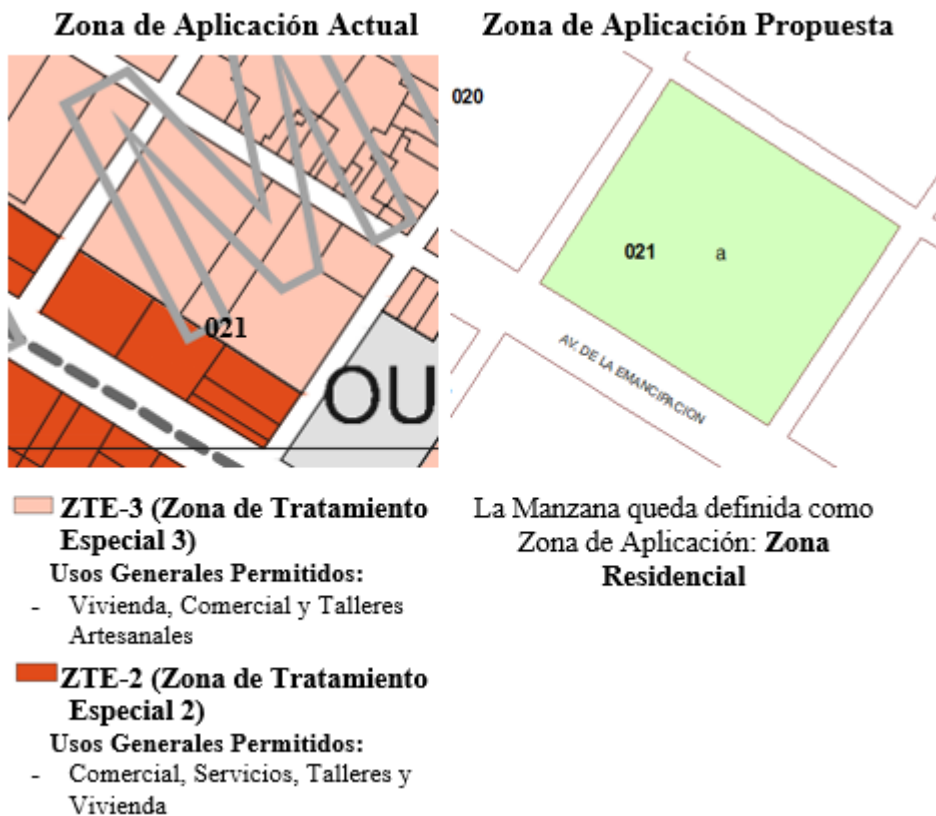 Zona de Aplicación Actual
Zona de Aplicación Propuesta
021
OU
020
021 a
AV. DE LA EMANCIPACION
ZTE-3 (Zona de Tratamiento
Especial 3)
Usos Generales Permitidos:
- Vivienda, Comercial y Talleres
Artesanales
ZTE-2 (Zona de Tratamiento
Especial 2)
Usos Generales Permitidos:
- Comercial, Servicios, Talleres y
Vivienda
La Manzana queda definida como
Zona de Aplicación: Zona
Residencial